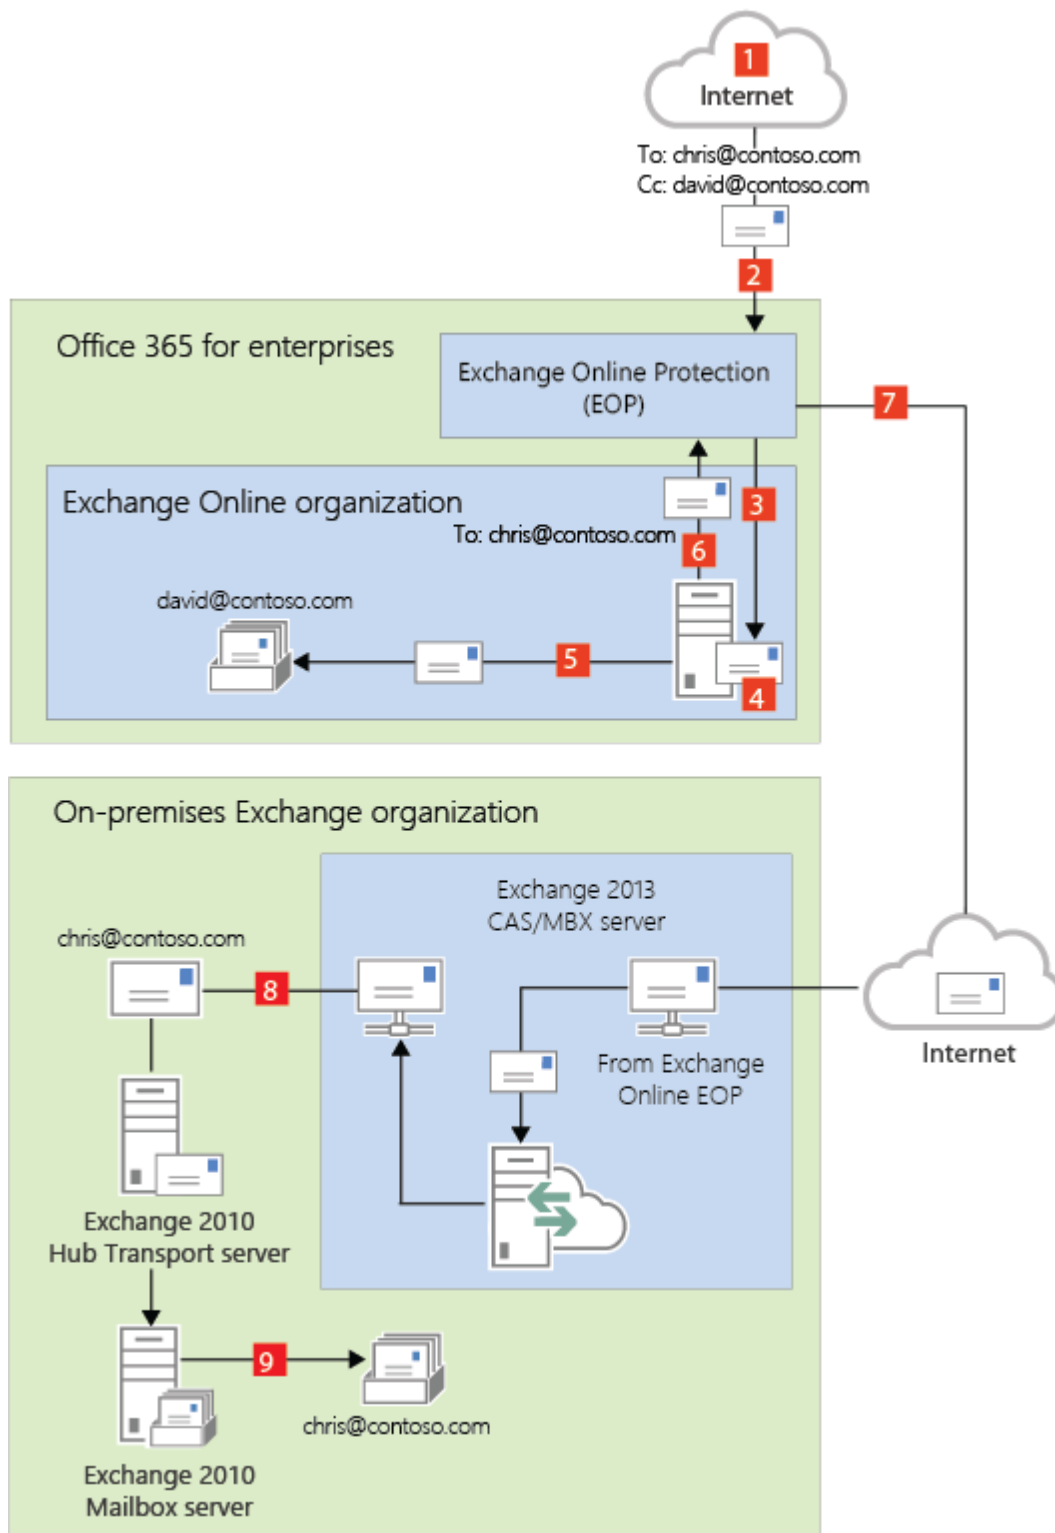 1
Internet
To: chris@contoso.com
Cc: david@contoso.com
2
Office 365 for enterprises
Exchange Online Protection
(EOP)
7
Exchange Online organization
3
To: chris@contoso.com
6
david@contoso.com
5
4
On-premises Exchange organization
Exchange 2013
CAS/MBX server
chris@contoso.com
8
Internet
From Exchange
Online EOP
Exchange 2010
Hub Transport server
9
chris@contoso.com
Exchange 2010
Mailbox server